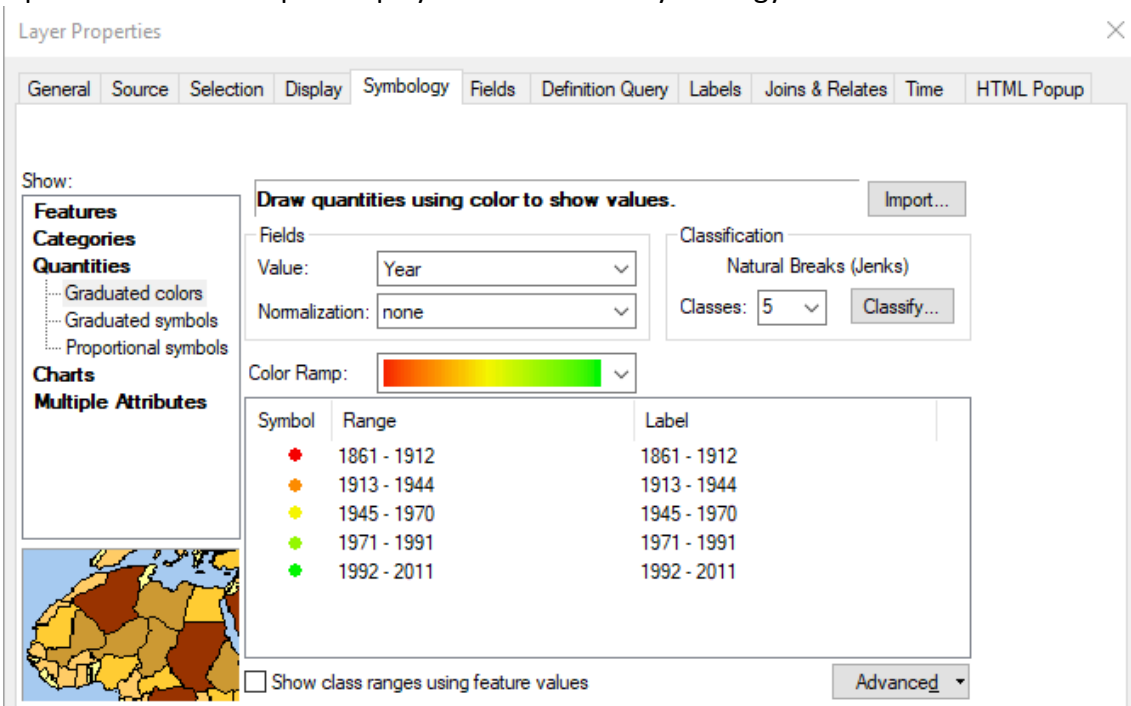 Layer Properties
General Source Selection Display Symbology Fields Definition Query Labels Joins & Relates Time HTML Popup
Show:
Features
Categories
Quantities
Graduated colors
Graduated symbols
Proportional symbols
Charts
Multiple Attributes
Draw quantities using color to show values.
Import...
Fields
Value: Year
Normalization: none
Classification
Natural Breaks (Jenks)
Classes: 5 Classify...
Color Ramp:
Symbol Range Label
1861 - 1912 1861 - 1912
1913 - 1944 1913 - 1944
1945 - 1970 1945 - 1970
1971 - 1991 1971 - 1991
1992 - 2011 1992 - 2011
Show class ranges using feature values
Advanced